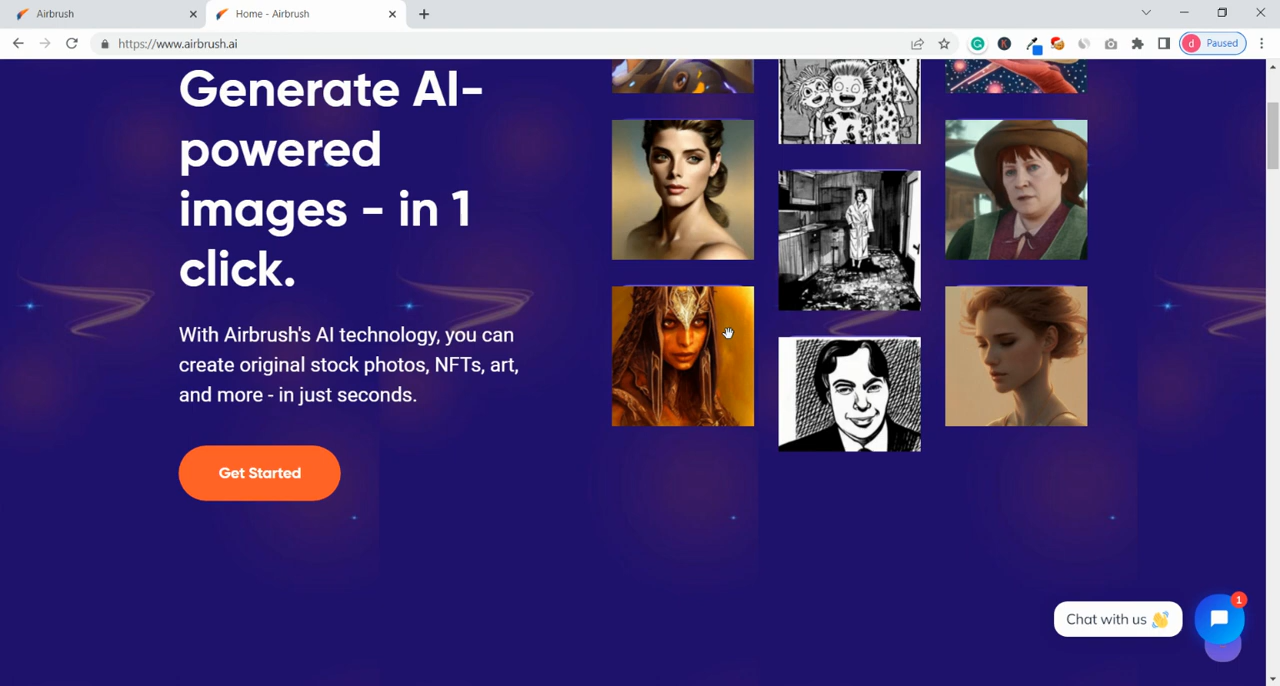 Airbrush
Home - Airbrush
https://www.airbrush.ai
K
d
Paused
Generate AI-
powered
images - in 1
click.
With Airbrush's AI technology, you can
create original stock photos, NFTs, art,
and more - in just seconds.
Get Started
Chat with us 👋
1